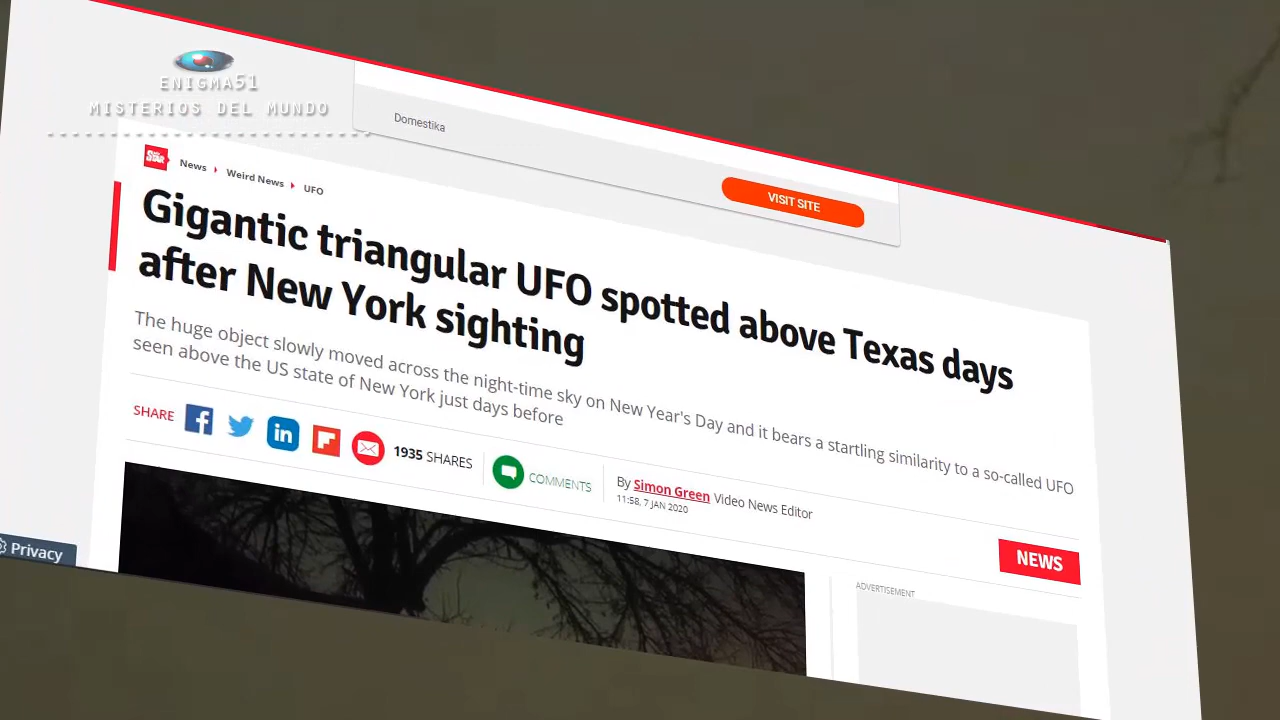 ENIGMA51
MISTERIOS DEL MUNDO
Domestika
VISIT SITE
STAR
News
Weird News
UFO
Gigantic triangular UFO spotted above Texas days
after New York sighting
The huge object slowly moved across the night-time sky on New Year's Day and it bears a startling similarity to a so-called UFO
seen above the US state of New York just days before
SHARE
1935 SHARES
COMMENTS
By Simon Green Video News Editor
11:58, 7 JAN 2020
Privacy
NEWS
ADVERTISEMENT